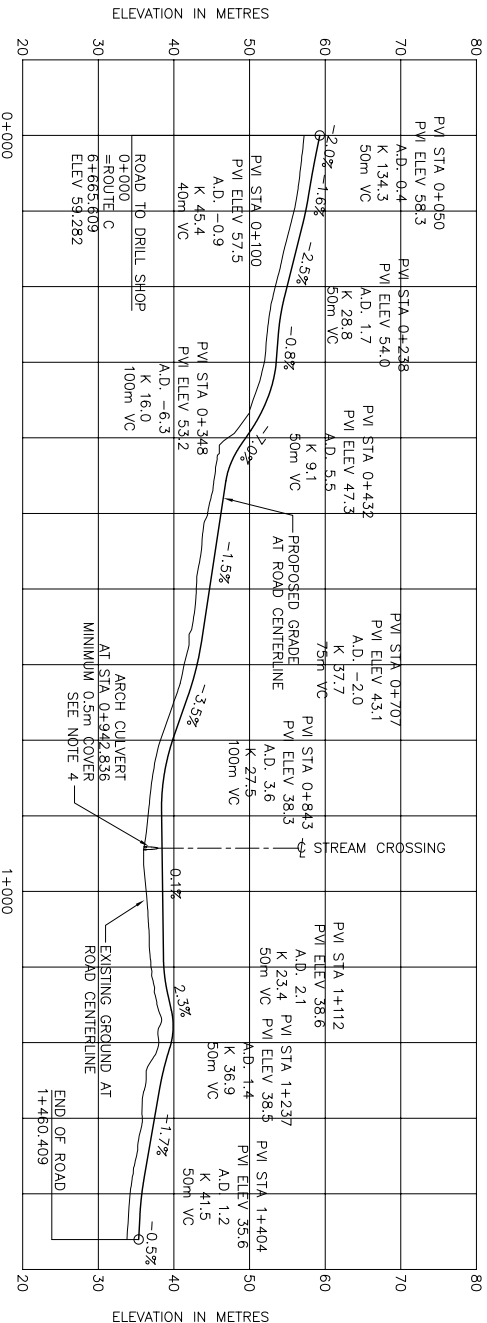 ELEVATION IN METRES
80
70
60
50
40
30
20
PVI STA 0+050
PVI ELEV 58.3
A.D. 0.4
K 134.3
50m VC
PVI STA 0+238
PVI ELEV 54.0
A.D. 1.7
K 28.8
50m VC
PVI STA 0+432
PVI ELEV 47.3
A.D. 5.5
K 9.1
50m VC
PVI STA 0+707
PVI ELEV 43.1
A.D. -2.0
K 37.7
75m VC
PVI STA 0+843
PVI ELEV 38.3
A.D. 3.6
K 27.5
100m VC
STREAM CROSSING
PVI STA 1+112
PVI ELEV 38.6
A.D. 2.1
K 23.4
50m VC
PVI STA 1+237
PVI ELEV 38.5
A.D. 1.4
K 36.9
50m VC
PVI STA 1+404
PVI ELEV 35.6
A.D. 1.2
K 41.5
50m VC
-2.0%
-1.6%
-2.5%
-0.8%
-7.0%
-1.5%
-3.5%
0.1%
2.3%
-1.7%
-0.5%
PROPOSED GRADE
AT ROAD CENTERLINE
PVI STA 0+100
PVI ELEV 57.5
A.D. -0.9
K 45.4
40m VC
PVI STA 0+348
PVI ELEV 53.2
A.D. -6.3
K 16.0
100m VC
ROAD TO DRILL SHOP
0+000
=ROUTE C
6+665.609
ELEV 59.282
ARCH CULVERT
AT STA 0+942.836
MINIMUM 0.5m COVER
SEE NOTE 4
EXISTING GROUND AT
ROAD CENTERLINE
END OF ROAD
1+460.409
80
70
60
50
40
30
20
ELEVATION IN METRES
0+000
1+000